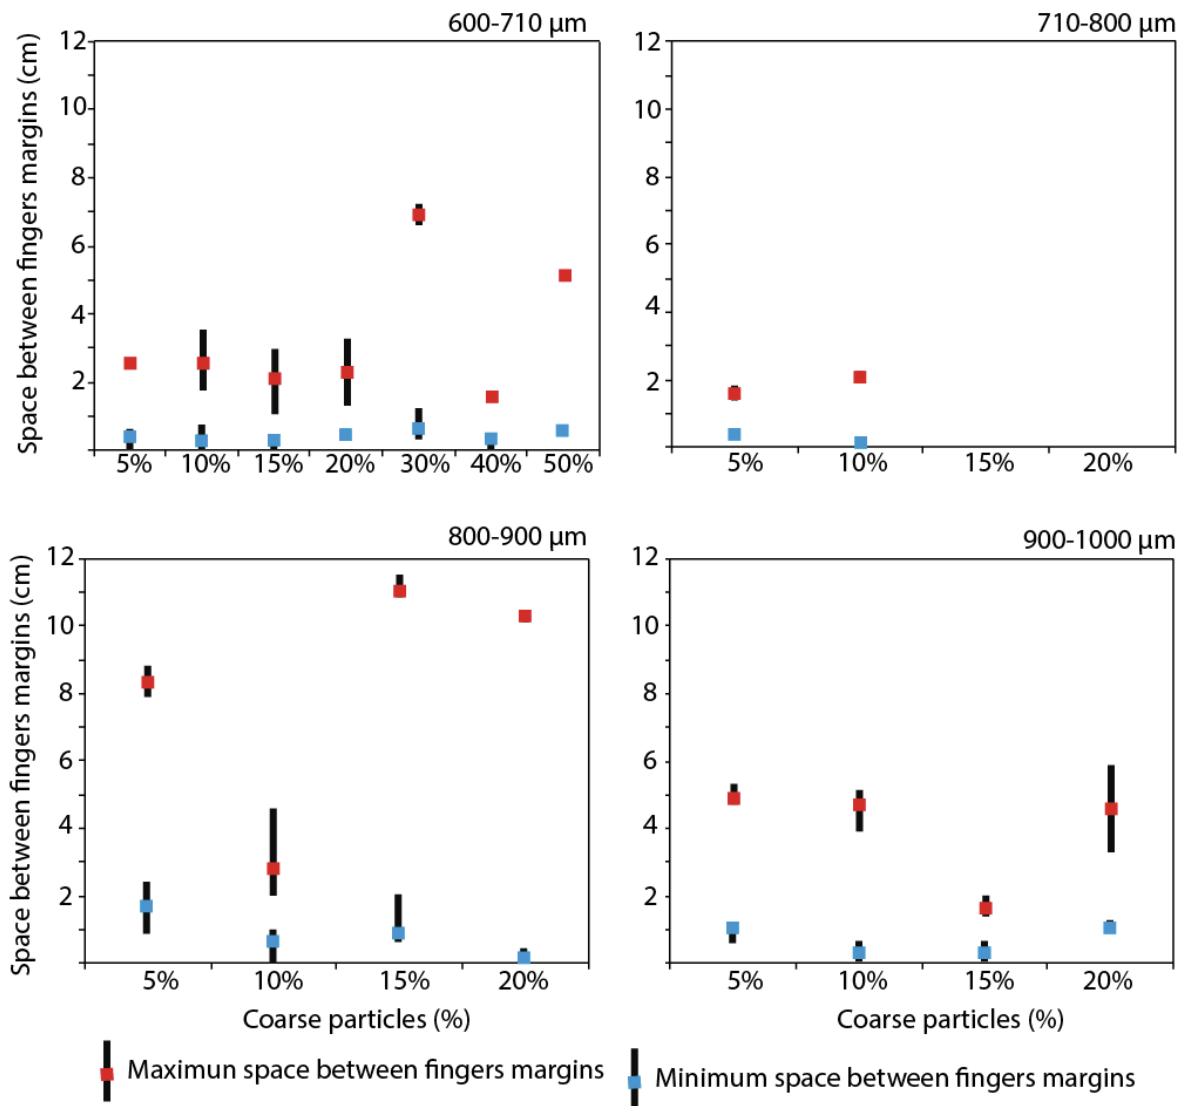 600-710 µm
Space between fingers margins (cm)
12
10
8
6
4
2
5% 10% 15% 20% 30% 40% 50%
710-800 µm
12
10
8
6
4
2
5% 10% 15% 20%
800-900 µm
Space between fingers margins (cm)
12
10
8
6
4
2
5% 10% 15% 20%
Coarse particles (%)
900-1000 µm
12
10
8
6
4
2
5% 10% 15% 20%
Coarse particles (%)
Maximun space between fingers margins
Minimum space between fingers margins